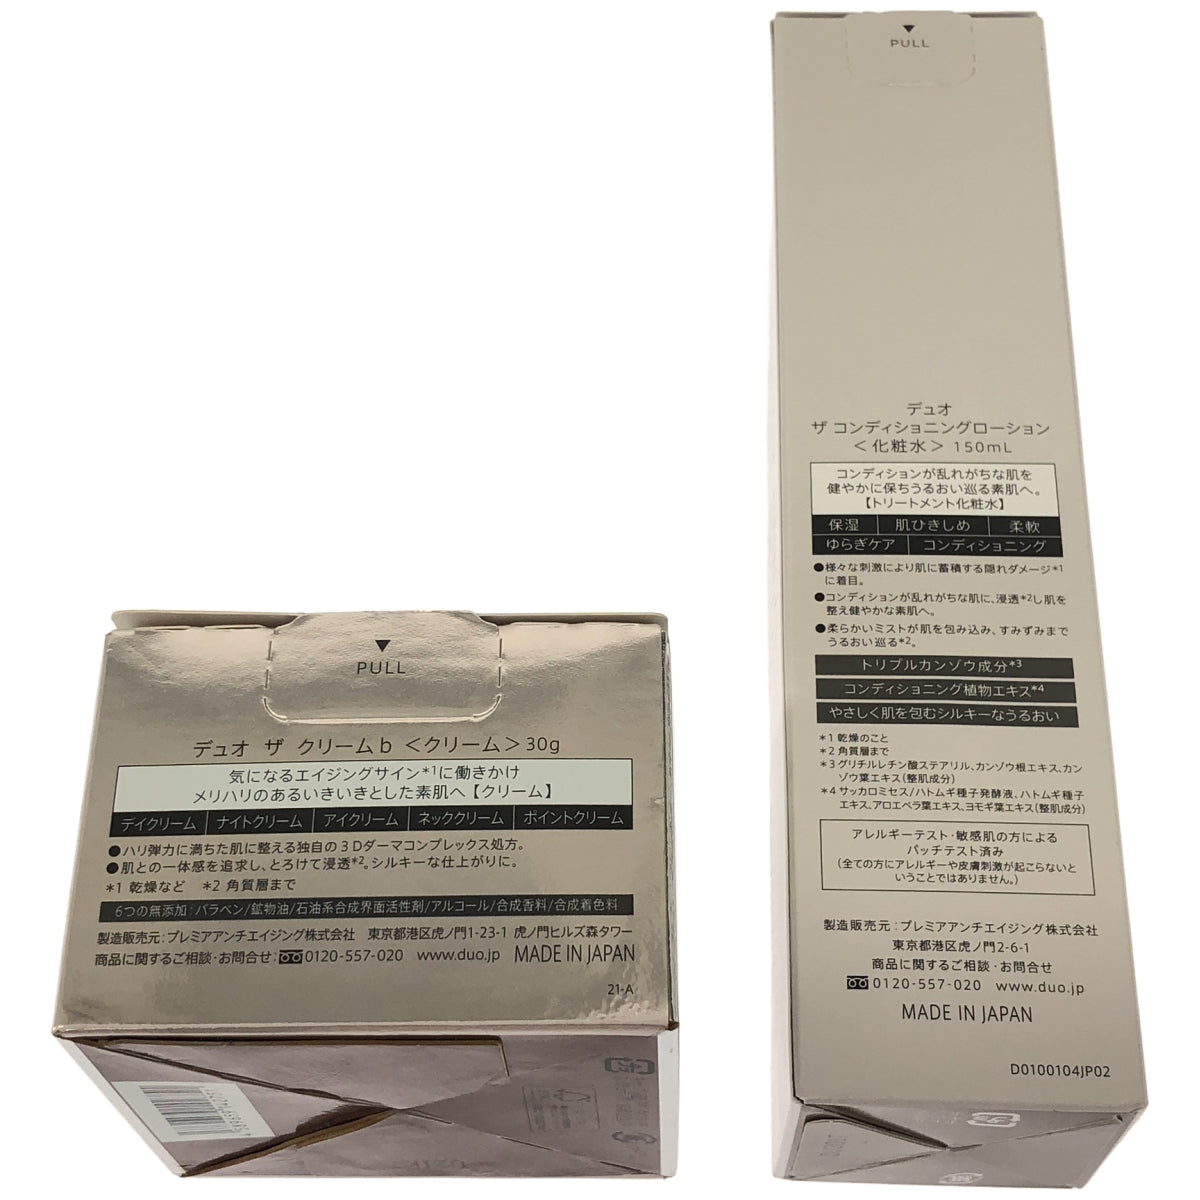 ▼
PULL
デュオ ザ クリームb ＜クリーム＞30g
気になるエイジングサイン*1に働きかけ
メリハリのあるいきいきとした素肌へ【クリーム】
デイクリーム ナイトクリーム アイクリーム ネッククリーム ポイントクリーム
●ハリ弾力に満ちた肌に整える独自の３Ｄダーマコンプレックス処方。
●肌との一体感を追求し、とろけて浸透*2。シルキーな仕上がりに。
*1 乾燥など *2 角質層まで
6つの無添加：パラベン/鉱物油/石油系合成界面活性剤/アルコール/合成香料/合成着色料
製造販売元：プレミアアンチエイジング株式会社 東京都港区虎ノ門1-23-1 虎ノ門ヒルズ森タワー
商品に関するご相談・お問合せ：0120-557-020 www.duo.jp MADE IN JAPAN
21-A
▼
PULL
デュオ
ザ コンディショニングローション
＜化粧水＞ 150mL
コンディションが乱れがちな肌を
健やかに保ちうるおい巡る素肌へ。
【トリートメント化粧水】
保湿 肌ひきしめ 柔軟
ゆらぎケア コンディショニング
●様々な刺激により肌に蓄積する隠れダメージ*1
に着目。
●コンディションが乱れがちな肌に、浸透*2し肌を
整え健やかな素肌へ。
●柔らかいミストが肌を包み込み、すみずみまで
うるおい巡る*2。
トリプルカンゾウ成分*3
コンディショニング植物エキス*4
やさしく肌を包むシルキーなうるおい
*1 乾燥のこと
*2 角質層まで
*3 グリチルレチン酸ステアリル、カンゾウ根エキス、カン
ゾウ葉エキス(整肌成分)
*4 サッカロミセス/ハトムギ種子発酵液、ハトムギ種子
エキス、アロエベラ葉エキス、ヨモギ葉エキス(整肌成分)
アレルギーテスト・敏感肌の方による
パッチテスト済み
(全ての方にアレルギーや皮膚刺激が起こらないと
いうことではありません。)
製造販売元：プレミアアンチエイジング株式会社
東京都港区虎ノ門2-6-1
商品に関するご相談・お問合せ
0120-557-020 www.duo.jp
MADE IN JAPAN
D0100104JP02